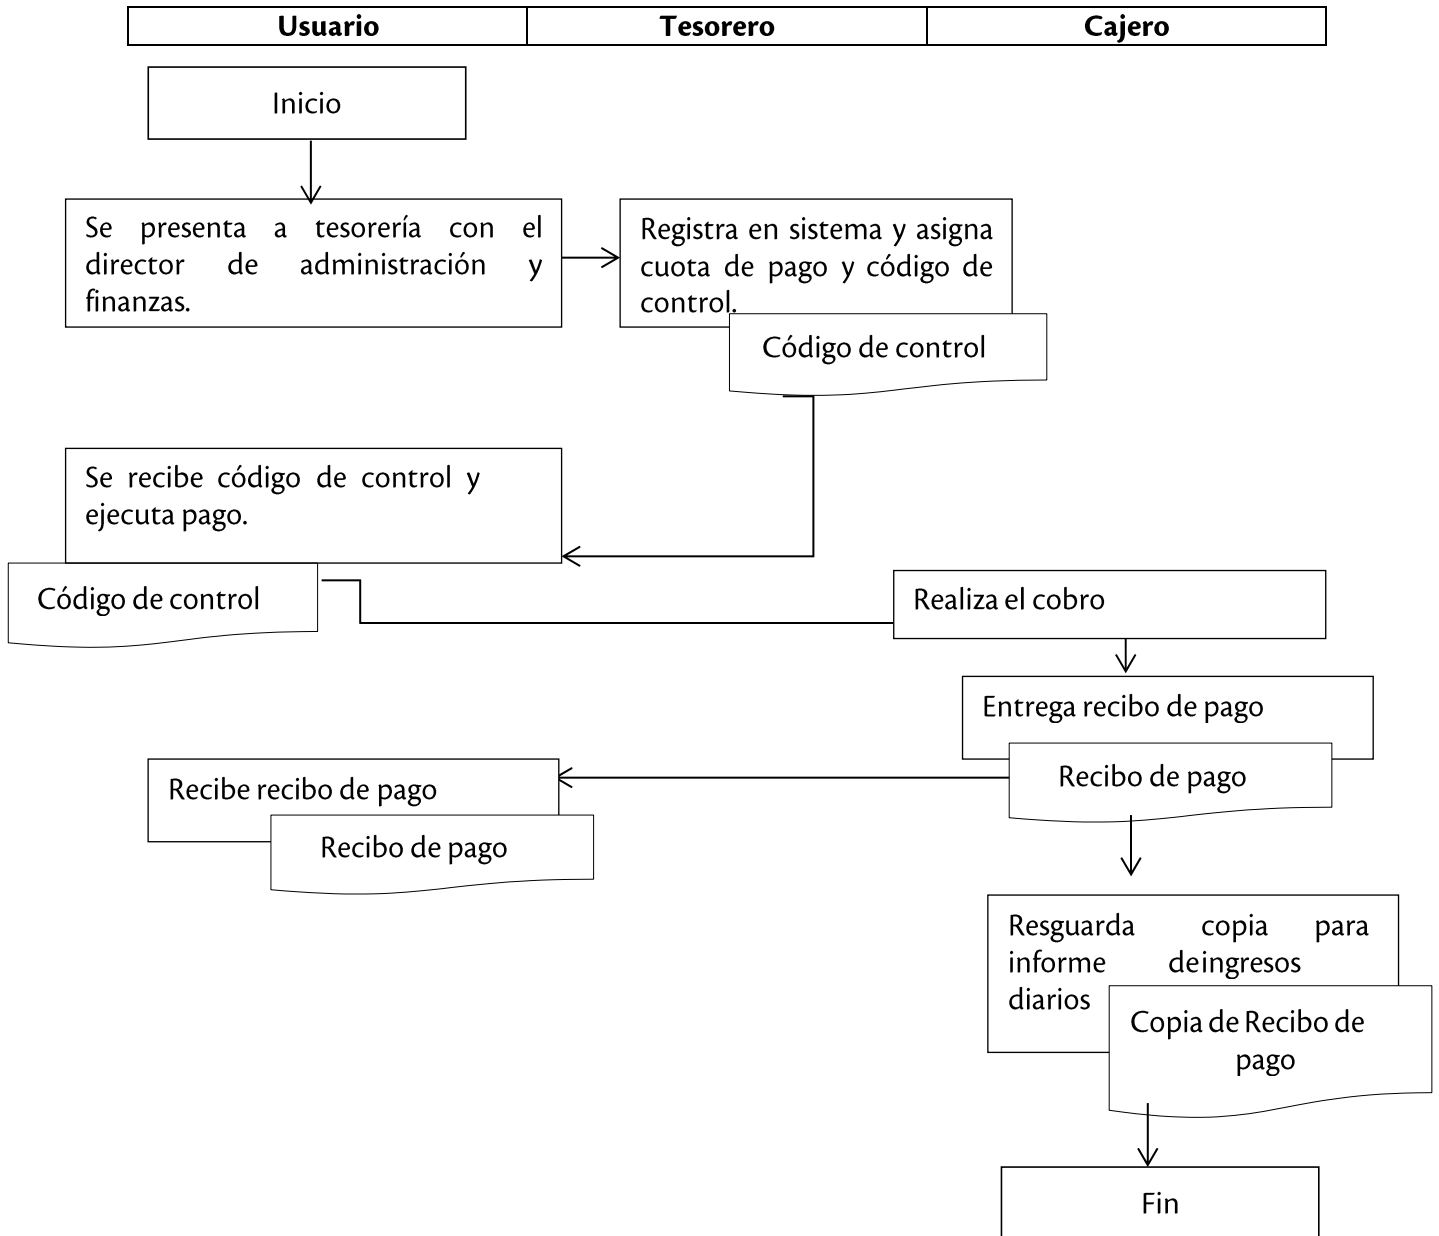 Usuario Tesorero Cajero
Inicio
Se presenta a tesorería con el
director de administración y
finanzas.
Registra en sistema y asigna
cuota de pago y código de
control.
Código de control
Se recibe código de control y
ejecuta pago.
Código de control
Realiza el cobro
Entrega recibo de pago
Recibo de pago
Recibe recibo de pago
Recibo de pago
Resguarda copia para
informe deingresos
diarios
Copia de Recibo de
pago
Fin